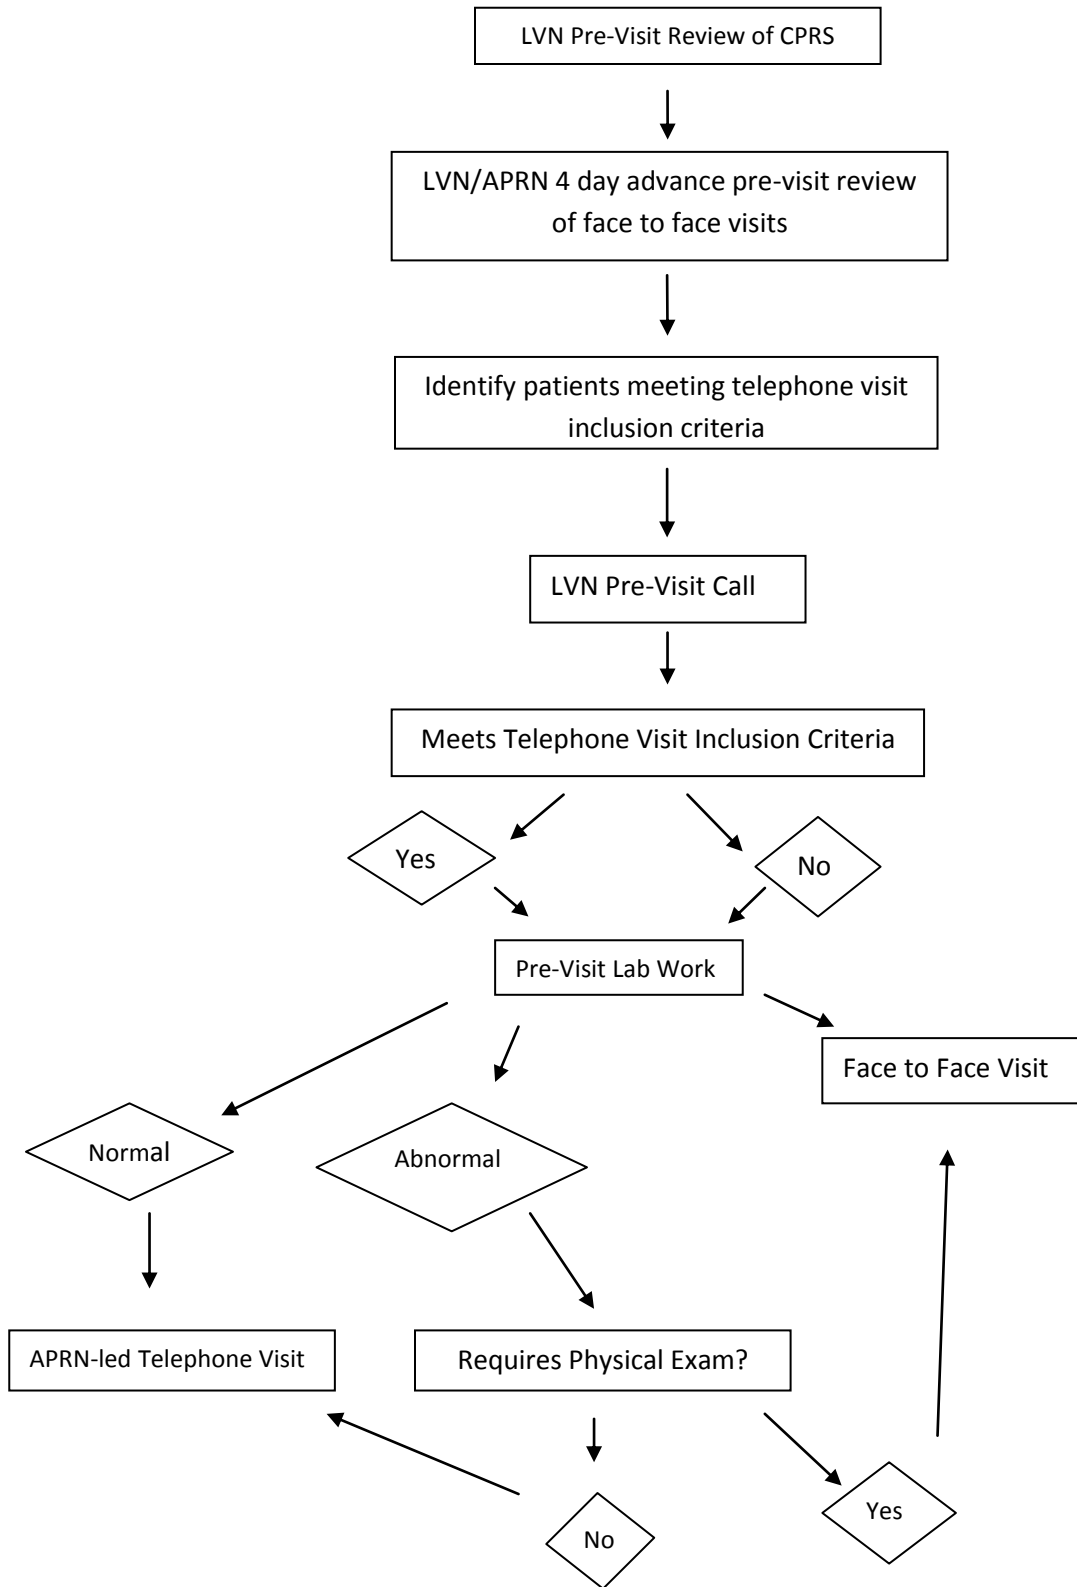 LVN Pre-Visit Review of CPRS
LVN/APRN 4 day advance pre-visit review
of face to face visits
Identify patients meeting telephone visit
inclusion criteria
LVN Pre-Visit Call
Meets Telephone Visit Inclusion Criteria
Yes
No
Pre-Visit Lab Work
Face to Face Visit
Normal
Abnormal
APRN-led Telephone Visit
Requires Physical Exam?
No
Yes